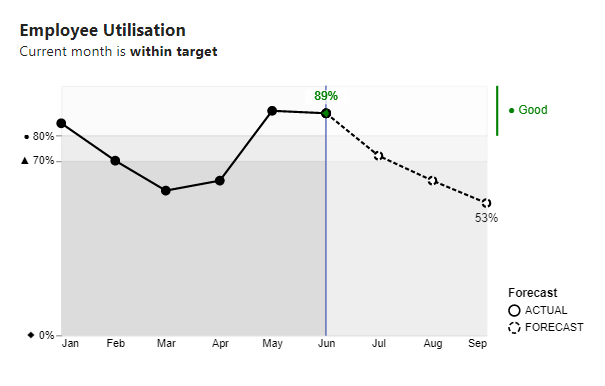 Employee Utilisation
Current month is within target
89%
Good
80%
70%
53%
Forecast
ACTUAL
FORECAST
0%
Jan Feb Mar Apr May Jun Jul Aug Sep